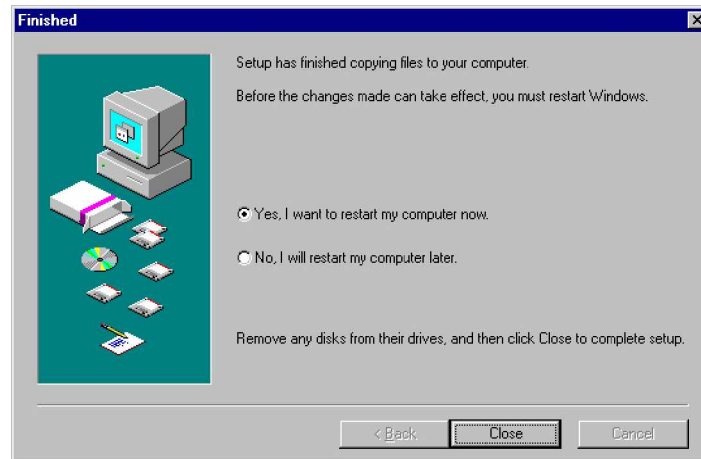 Finished
Setup has finished copying files to your computer.
Before the changes made can take effect, you must restart Windows.
Yes, I want to restart my computer now.
No, I will restart my computer later.
Remove any disks from their drives, and then click Close to complete setup.
< Back
Close
Cancel